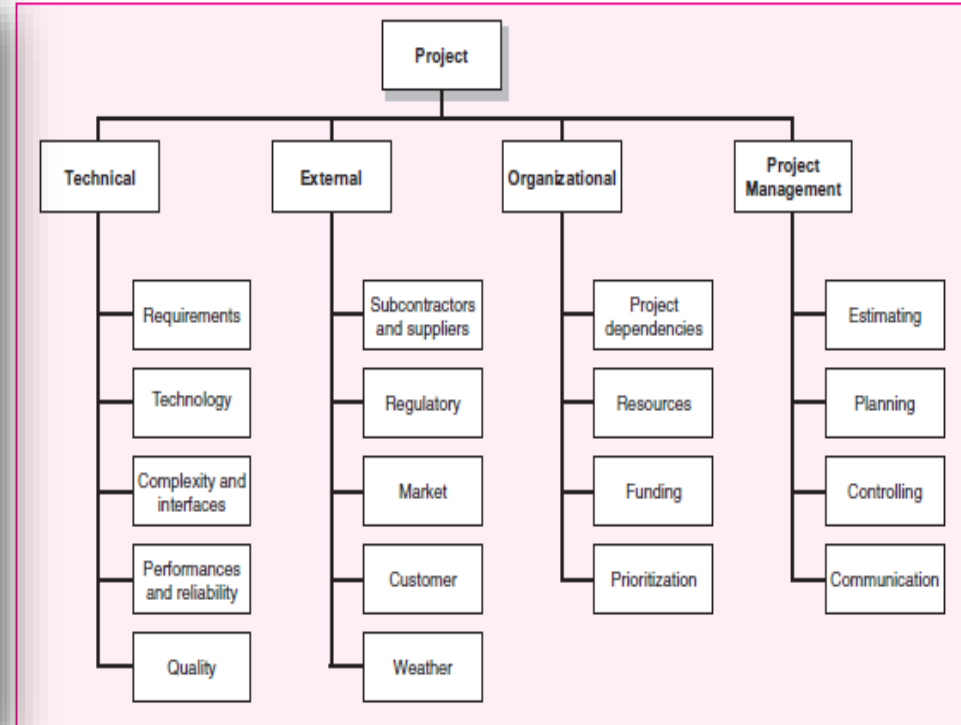 Project
Technical
External
Organizational
Project
Management
Requirements
Technology
Complexity and
interfaces
Performances
and reliability
Quality
Subcontractors
and suppliers
Regulatory
Market
Customer
Weather
Project
dependencies
Resources
Funding
Prioritization
Estimating
Planning
Controlling
Communication